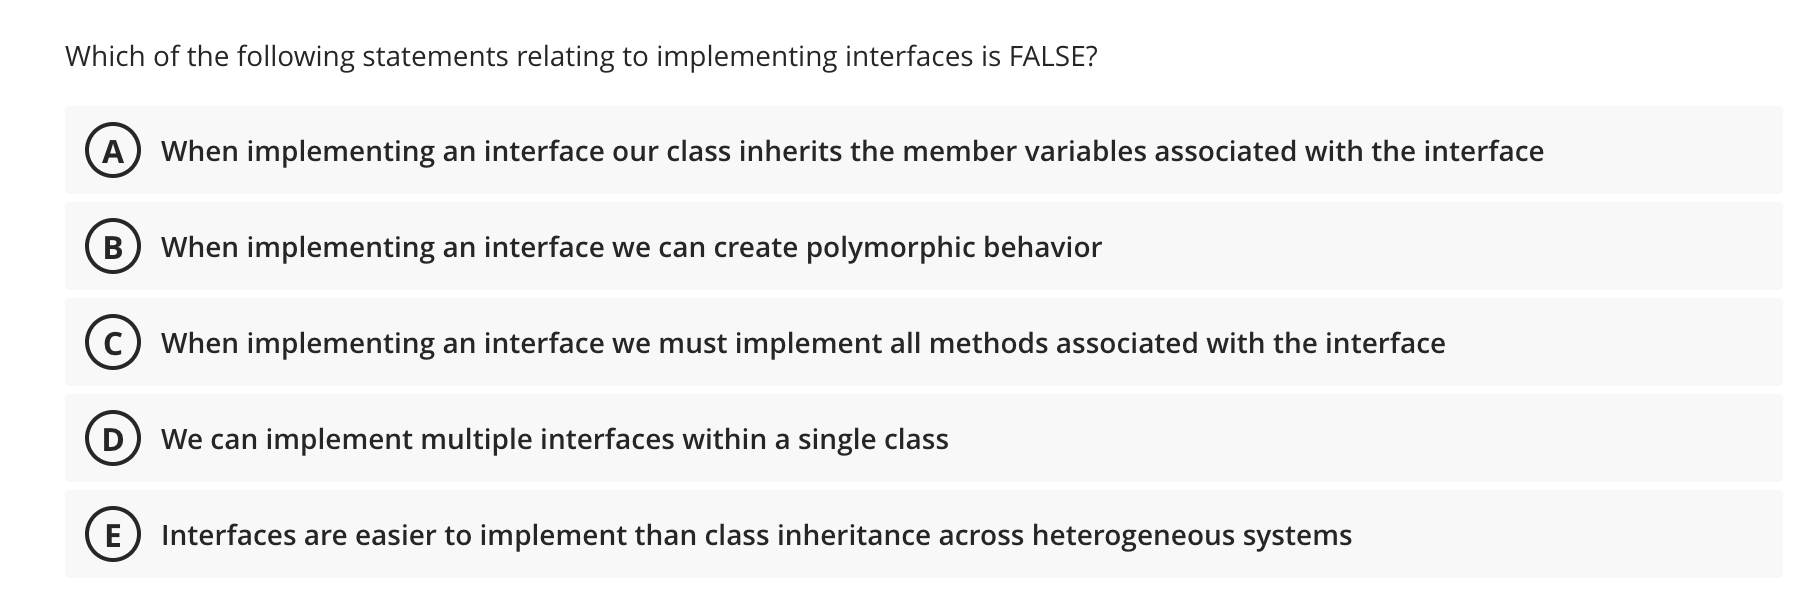 Which of the following statements relating to implementing interfaces is FALSE?
A When implementing an interface our class inherits the member variables associated with the interface
B When implementing an interface we can create polymorphic behavior
C When implementing an interface we must implement all methods associated with the interface
D We can implement multiple interfaces within a single class
E Interfaces are easier to implement than class inheritance across heterogeneous systems